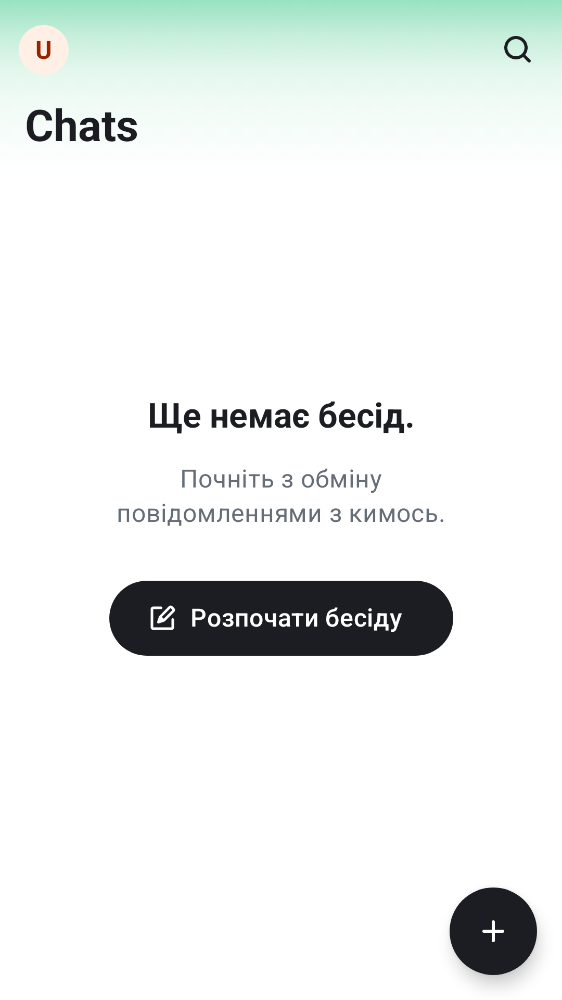 U
Chats
Ще немає бесід.
Почніть з обміну
повідомленнями з кимось.
Розпочати бесіду